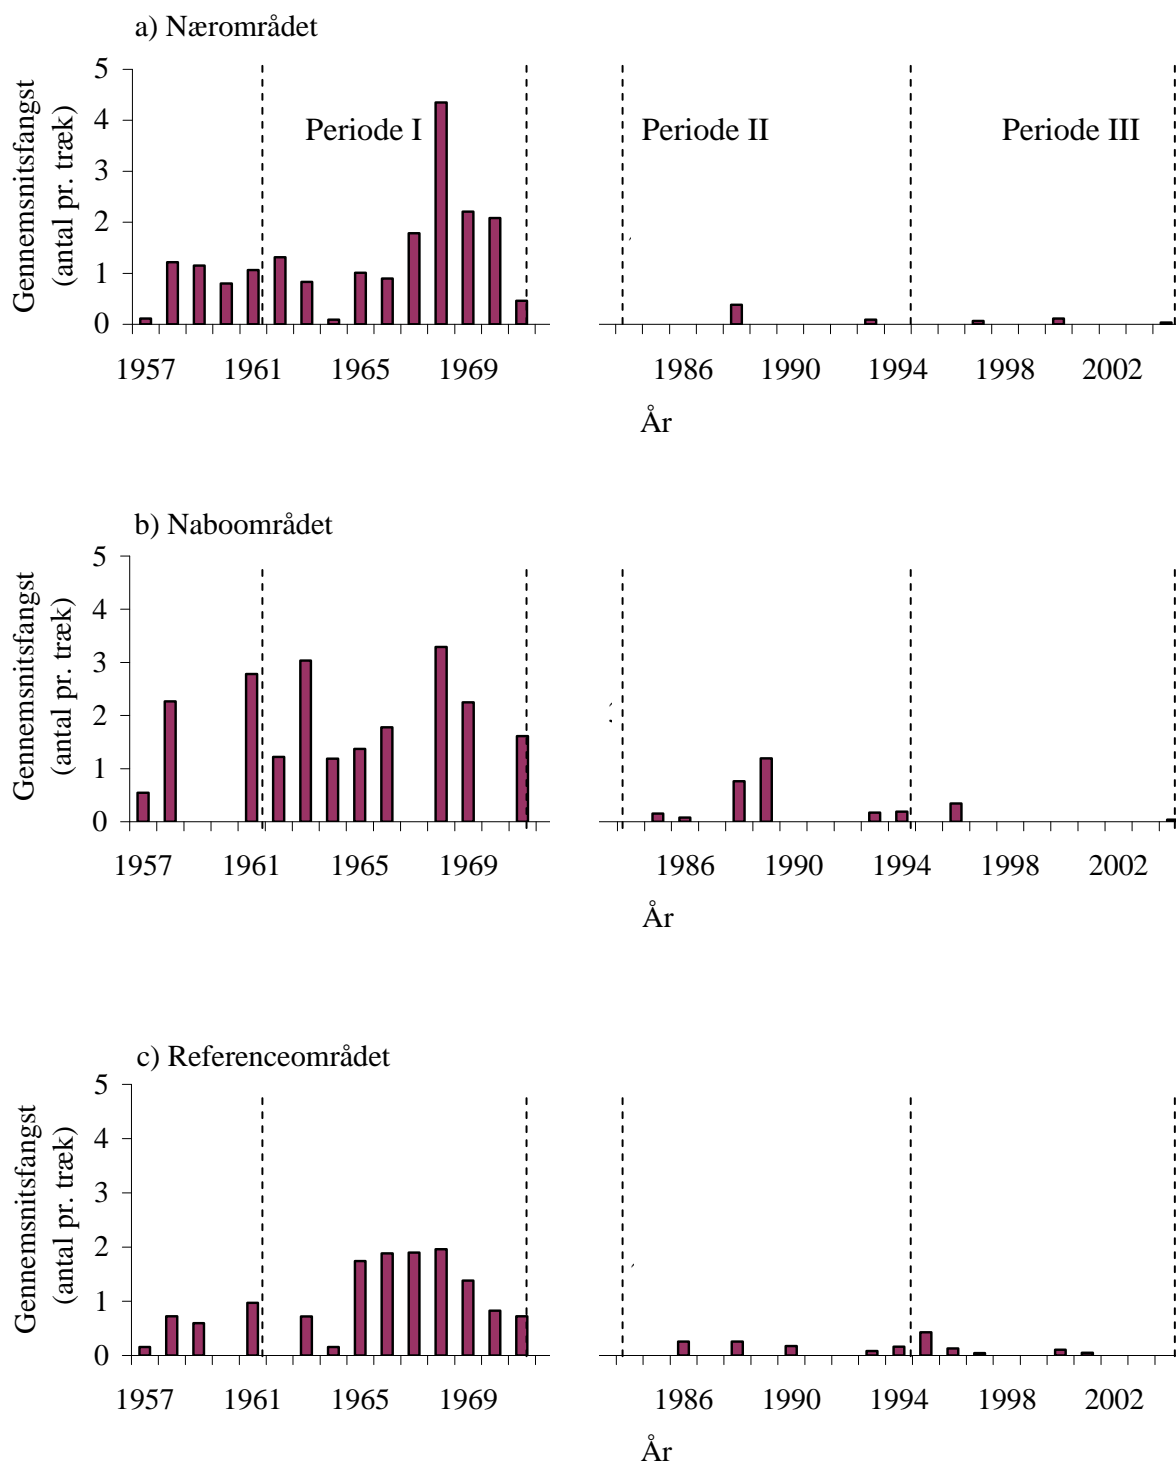 a) Nærområdet
Gennemsnitsfangst
(antal pr. træk)
5
4
3
2
1
0
Periode I
Periode II
Periode III
1957 1961 1965 1969 1986 1990 1994 1998 2002
År
b) Naboområdet
Gennemsnitsfangst
(antal pr. træk)
5
4
3
2
1
0
1957 1961 1965 1969 1986 1990 1994 1998 2002
År
c) Referenceområdet
Gennemsnitsfangst
(antal pr. træk)
5
4
3
2
1
0
1957 1961 1965 1969 1986 1990 1994 1998 2002
År